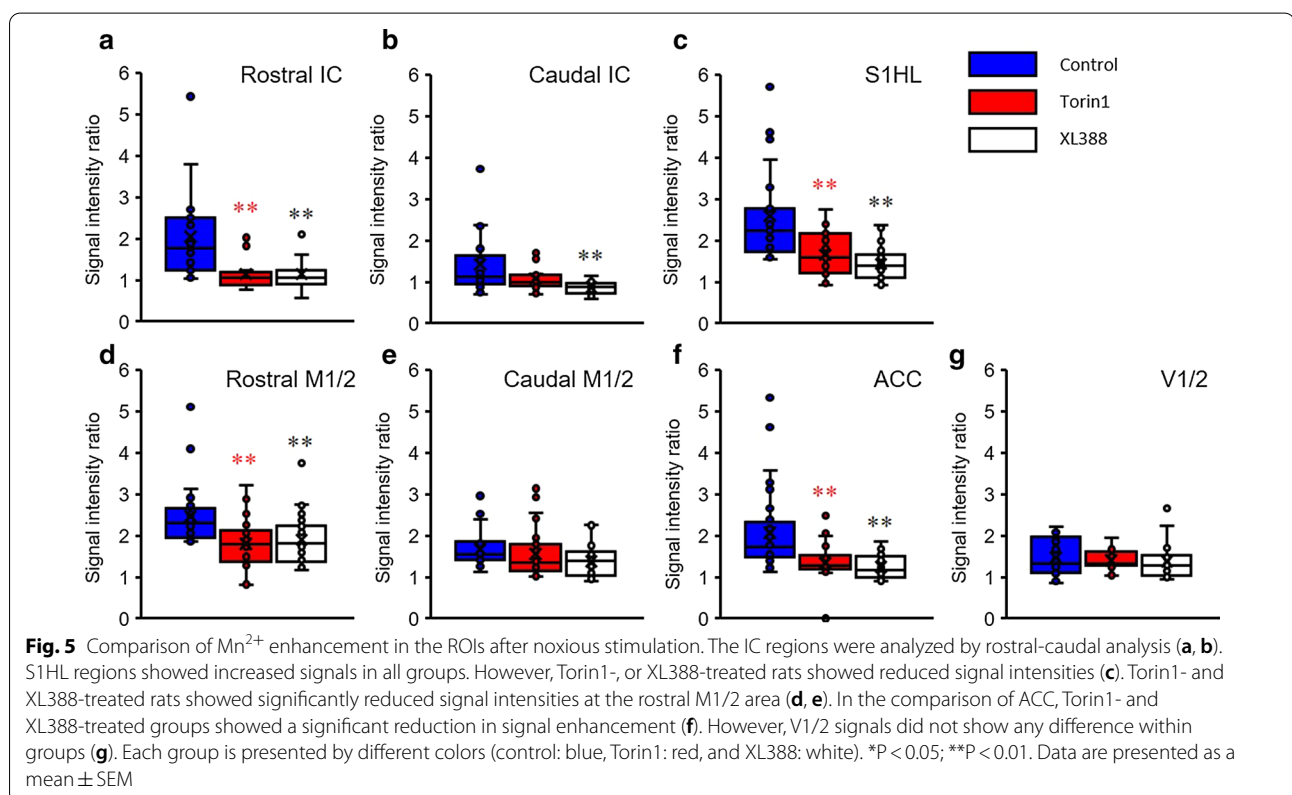 a
Rostral IC
Signal intensity ratio
6
5
4
3
2
1
0
**
**
b
Caudal IC
Signal intensity ratio
6
5
4
3
2
1
0
**
c
S1HL
Signal intensity ratio
6
5
4
3
2
1
0
**
**
Control
Torin1
XL388
d
Rostral M1/2
Signal intensity ratio
6
5
4
3
2
1
0
**
**
e
Caudal M1/2
Signal intensity ratio
6
5
4
3
2
1
0
f
ACC
Signal intensity ratio
6
5
4
3
2
1
0
**
**
g
V1/2
Signal intensity ratio
6
5
4
3
2
1
0
Fig. 5 Comparison of Mn2+ enhancement in the ROIs after noxious stimulation. The IC regions were analyzed by rostral-caudal analysis (a, b).
S1HL regions showed increased signals in all groups. However, Torin1-, or XL388-treated rats showed reduced signal intensities (c). Torin1- and
XL388-treated rats showed significantly reduced signal intensities at the rostral M1/2 area (d, e). In the comparison of ACC, Torin1- and
XL388-treated groups showed a significant reduction in signal enhancement (f). However, V1/2 signals did not show any difference within
groups (g). Each group is presented by different colors (control: blue, Torin1: red, and XL388: white). *P < 0.05; **P < 0.01. Data are presented as a
mean ± SEM